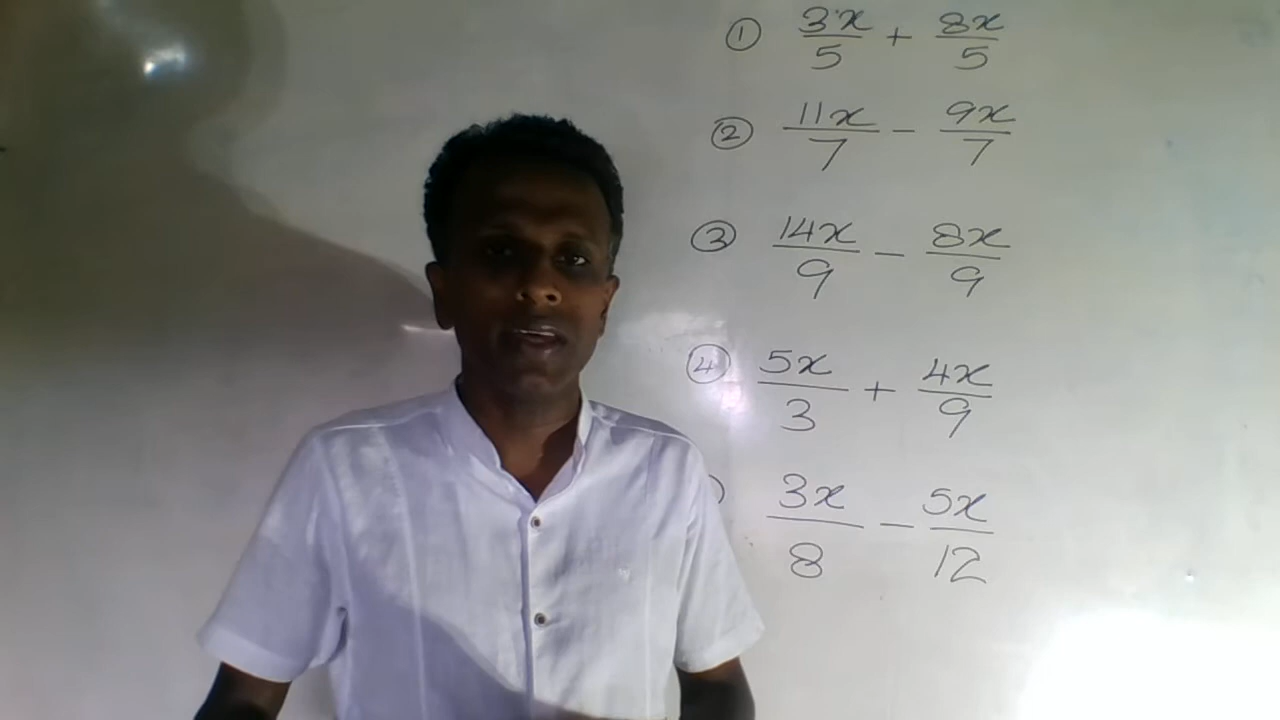 ① 3x/5 + 8x/5
② 11x/7 − 9x/7
③ 14x/9 − 8x/9
④ 5x/3 + 4x/9
3x/8 − 5x/12